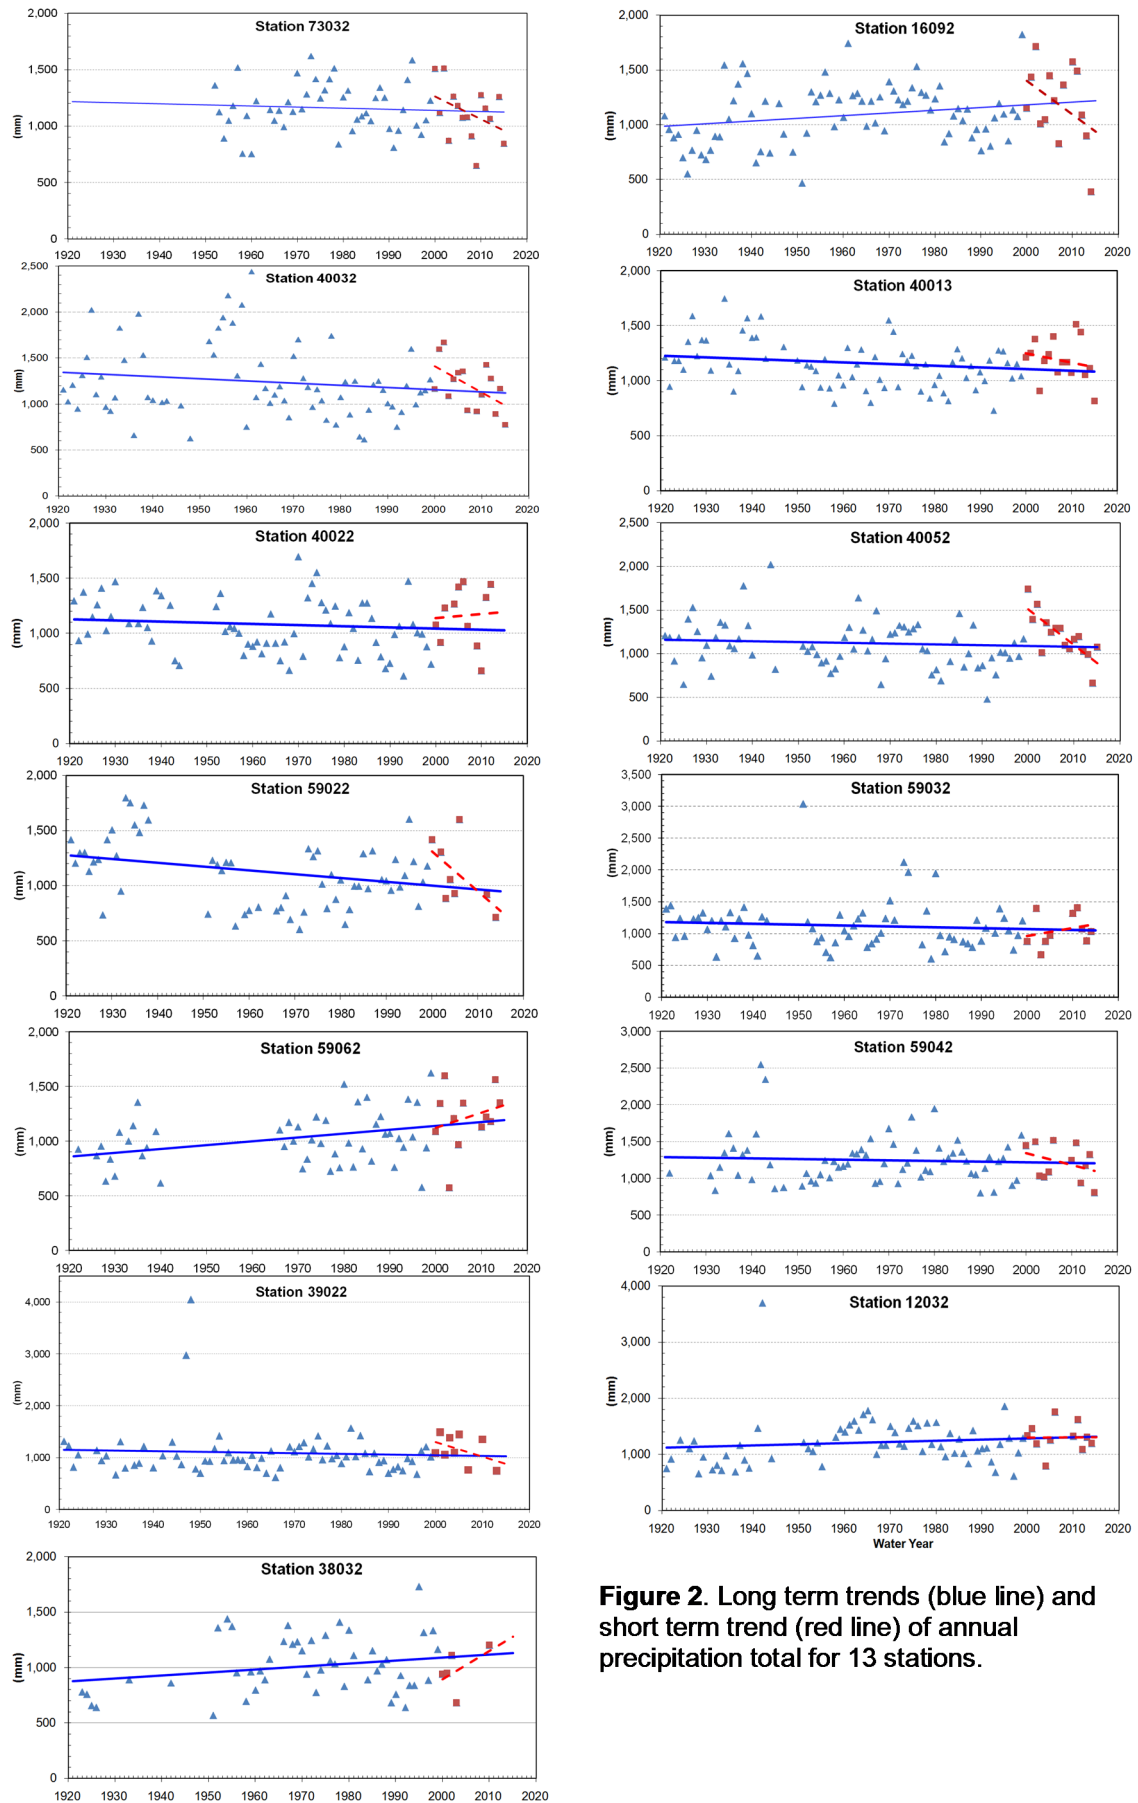 Station 73032
2,000
1,500
1,000
500
0
(mm)
1920 1930 1940 1950 1960 1970 1980 1990 2000 2010 2020
Station 16092
2,000
1,500
1,000
500
0
(mm)
1920 1930 1940 1950 1960 1970 1980 1990 2000 2010 2020
Station 40032
2,500
2,000
1,500
1,000
500
0
(mm)
1920 1930 1940 1950 1960 1970 1980 1990 2000 2010 2020
Station 40013
2,000
1,500
1,000
500
0
(mm)
1920 1930 1940 1950 1960 1970 1980 1990 2000 2010 2020
Station 40022
2,000
1,500
1,000
500
0
(mm)
1920 1930 1940 1950 1960 1970 1980 1990 2000 2010 2020
Station 40052
2,500
2,000
1,500
1,000
500
0
(mm)
1920 1930 1940 1950 1960 1970 1980 1990 2000 2010 2020
Station 59022
2,000
1,500
1,000
500
0
(mm)
1920 1930 1940 1950 1960 1970 1980 1990 2000 2010 2020
Station 59032
3,500
3,000
2,500
2,000
1,500
1,000
500
0
(mm)
1920 1930 1940 1950 1960 1970 1980 1990 2000 2010 2020
Station 59062
2,000
1,500
1,000
500
0
(mm)
1920 1930 1940 1950 1960 1970 1980 1990 2000 2010 2020
Station 59042
3,000
2,500
2,000
1,500
1,000
500
0
(mm)
1920 1930 1940 1950 1960 1970 1980 1990 2000 2010 2020
Station 39022
4,000
3,000
2,000
1,000
0
(mm)
1920 1930 1940 1950 1960 1970 1980 1990 2000 2010 2020
Station 12032
4,000
3,000
2,000
1,000
0
(mm)
1920 1930 1940 1950 1960 1970 1980 1990 2000 2010 2020
Water Year
Station 38032
2,000
1,500
1,000
500
0
(mm)
1920 1930 1940 1950 1960 1970 1980 1990 2000 2010 2020
Figure 2. Long term trends (blue line) and
short term trend (red line) of annual
precipitation total for 13 stations.